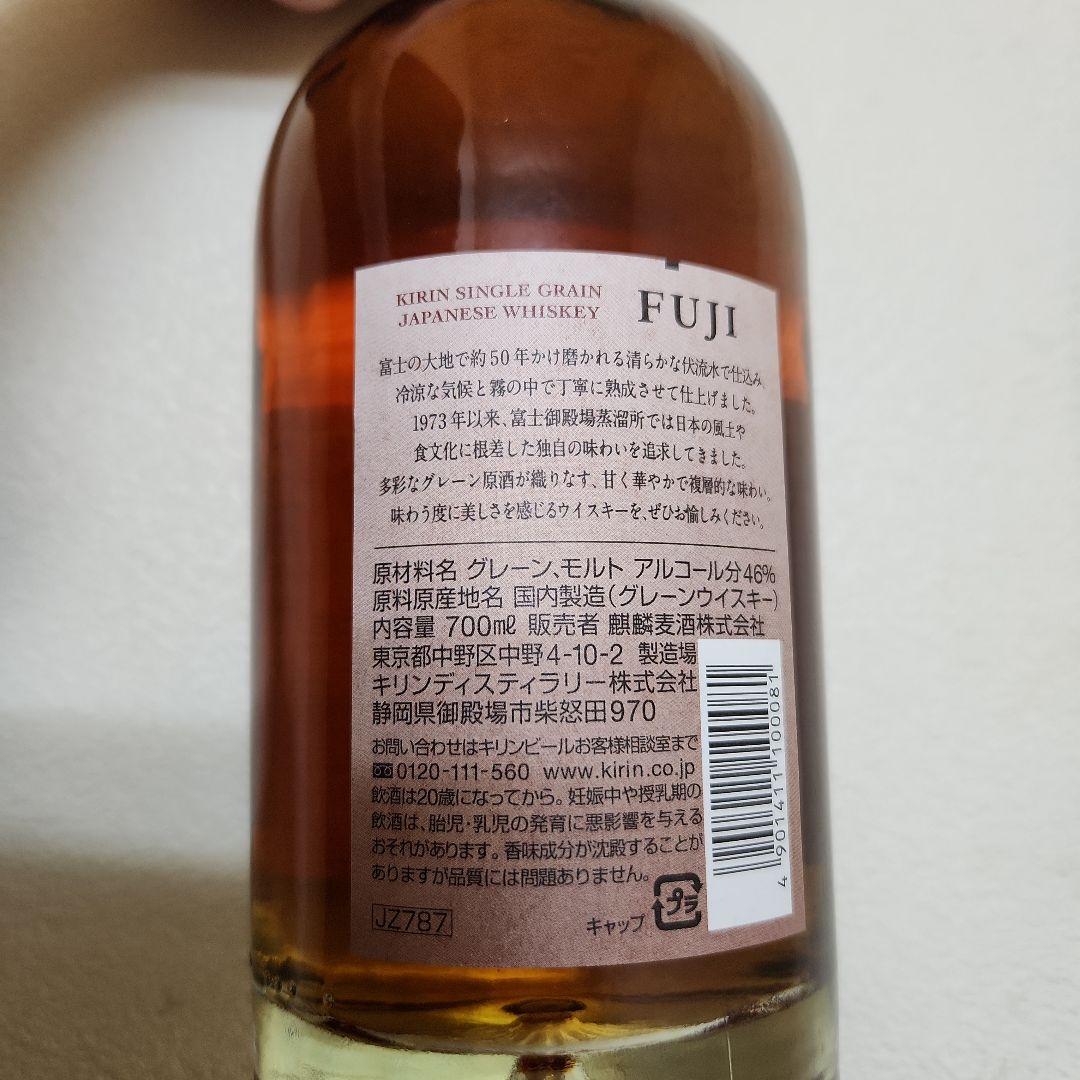 KIRIN SINGLE GRAIN
JAPANESE WHISKEY
FUJI
富士の大地で約50年かけ磨かれる清らかな伏流水で仕込み、
冷涼な気候と霧の中で丁寧に熟成させて仕上げました。
1973年以来、富士御殿場蒸溜所では日本の風土や
食文化に根差した独自の味わいを追求してきました。
多彩なグレーン原酒が織りなす、甘く華やかで複層的な味わい。
味わう度に美しさを感じるウイスキーを、ぜひお愉しみください。
原材料名 グレーン、モルト アルコール分46%
原料原産地名 国内製造(グレーンウイスキー)
内容量 700㎖ 販売者 麒麟麦酒株式会社
東京都中野区中野4-10-2 製造場
キリンディスティラリー株式会社
静岡県御殿場市柴怒田970
お問い合わせはキリンビールお客様相談室まで
0120-111-560 www.kirin.co.jp
飲酒は20歳になってから。妊娠中や授乳期の
飲酒は、胎児・乳児の発育に悪影響を与える
おそれがあります。香味成分が沈殿することが
ありますが品質には問題ありません。
JZ787
キャップ
プラ
4 901411 100081